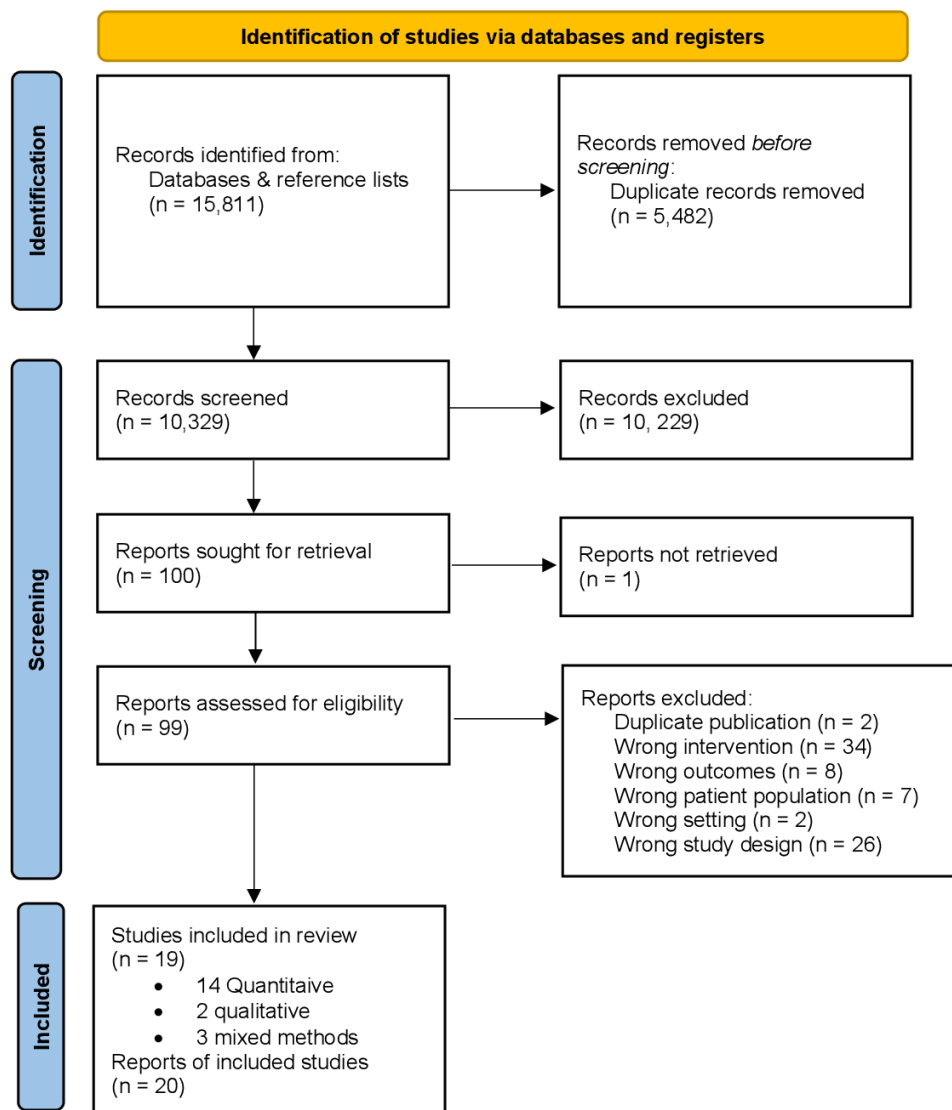 Identification of studies via databases and registers
Identification
Records identified from:
Databases & reference lists
(n = 15,811)
Records removed before
screening:
Duplicate records removed
(n = 5,482)
Screening
Records screened
(n = 10,329)
Records excluded
(n = 10, 229)
Reports sought for retrieval
(n = 100)
Reports not retrieved
(n = 1)
Reports assessed for eligibility
(n = 99)
Reports excluded:
Duplicate publication (n = 2)
Wrong intervention (n = 34)
Wrong outcomes (n = 8)
Wrong patient population (n = 7)
Wrong setting (n = 2)
Wrong study design (n = 26)
Included
Studies included in review
(n = 19)
• 14 Quantitaive
• 2 qualitative
• 3 mixed methods
Reports of included studies
(n = 20)